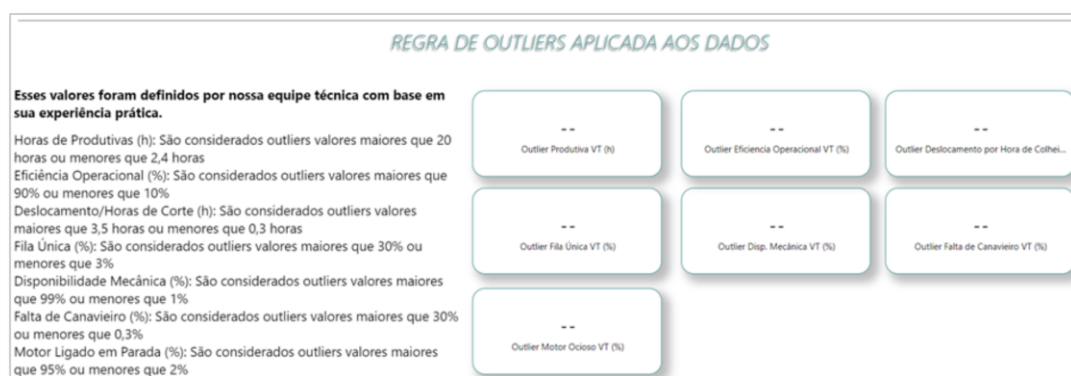 REGRA DE OUTLIERS APLICADA AOS DADOS
Esses valores foram definidos por nossa equipe técnica com base em
sua experiência prática.
Horas de Produtivas (h): São considerados outliers valores maiores que 20
horas ou menores que 2,4 horas
Eficiência Operacional (%): São considerados outliers valores maiores que
90% ou menores que 10%
Deslocamento/Horas de Corte (h): São considerados outliers valores
maiores que 3,5 horas ou menores que 0,3 horas
Fila Única (%): São considerados outliers valores maiores que 30% ou
menores que 3%
Disponibilidade Mecânica (%): São considerados outliers valores maiores
que 99% ou menores que 1%
Falta de Canavieiro (%): São considerados outliers valores maiores que 30%
ou menores que 0,3%
Motor Ligado em Parada (%): São considerados outliers valores maiores
que 95% ou menores que 2%
--
Outlier Produtiva VT (h)
--
Outlier Eficiencia Operacional VT (%)
--
Outlier Deslocamento por Hora de Colhei...
--
Outlier Fila Única VT (%)
--
Outlier Disp. Mecânica VT (%)
--
Outlier Falta de Canavieiro VT (%)
--
Outlier Motor Ocioso VT (%)